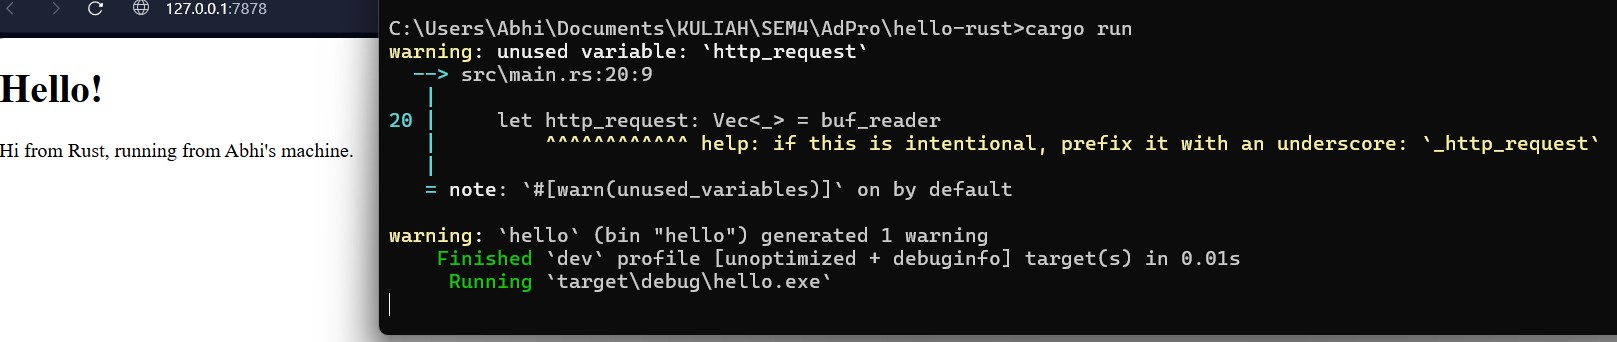 127.0.0.1:7878
Hello!
Hi from Rust, running from Abhi's machine.
C:\Users\Abhi\Documents\KULIAH\SEM4\AdPro\hello-rust>cargo run
warning: unused variable: `http_request`
  --> src\main.rs:20:9
   |
20 |     let http_request: Vec<_> = buf_reader
   |         ^^^^^^^^^^^^ help: if this is intentional, prefix it with an underscore: `_http_request`
   |
   = note: `#[warn(unused_variables)]` on by default
warning: `hello` (bin "hello") generated 1 warning
    Finished `dev` profile [unoptimized + debuginfo] target(s) in 0.01s
     Running `target\debug\hello.exe`